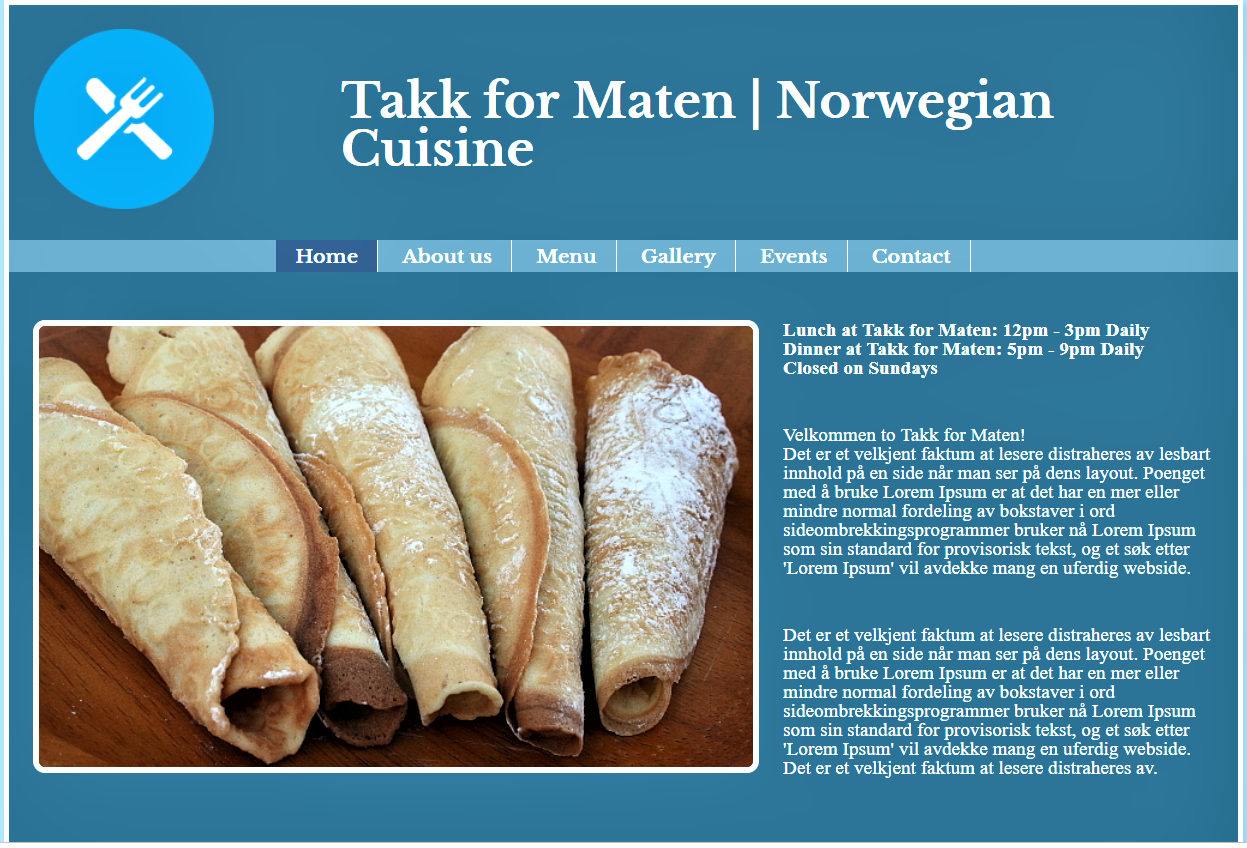 Takk for Maten | Norwegian
Cuisine
Home
About us
Menu
Gallery
Events
Contact
Lunch at Takk for Maten: 12pm - 3pm Daily
Dinner at Takk for Maten: 5pm - 9pm Daily
Closed on Sundays
Velkommen to Takk for Maten!
Det er et velkjent faktum at lesere distraheres av lesbart
innhold på en side når man ser på dens layout. Poenget
med å bruke Lorem Ipsum er at det har en mer eller
mindre normal fordeling av bokstaver i ord
sideombrekkingsprogrammer bruker nå Lorem Ipsum
som sin standard for provisorisk tekst, og et søk etter
'Lorem Ipsum' vil avdekke mang en uferdig webside.
Det er et velkjent faktum at lesere distraheres av lesbart
innhold på en side når man ser på dens layout. Poenget
med å bruke Lorem Ipsum er at det har en mer eller
mindre normal fordeling av bokstaver i ord
sideombrekkingsprogrammer bruker nå Lorem Ipsum
som sin standard for provisorisk tekst, og et søk etter
'Lorem Ipsum' vil avdekke mang en uferdig webside.
Det er et velkjent faktum at lesere distraheres av.